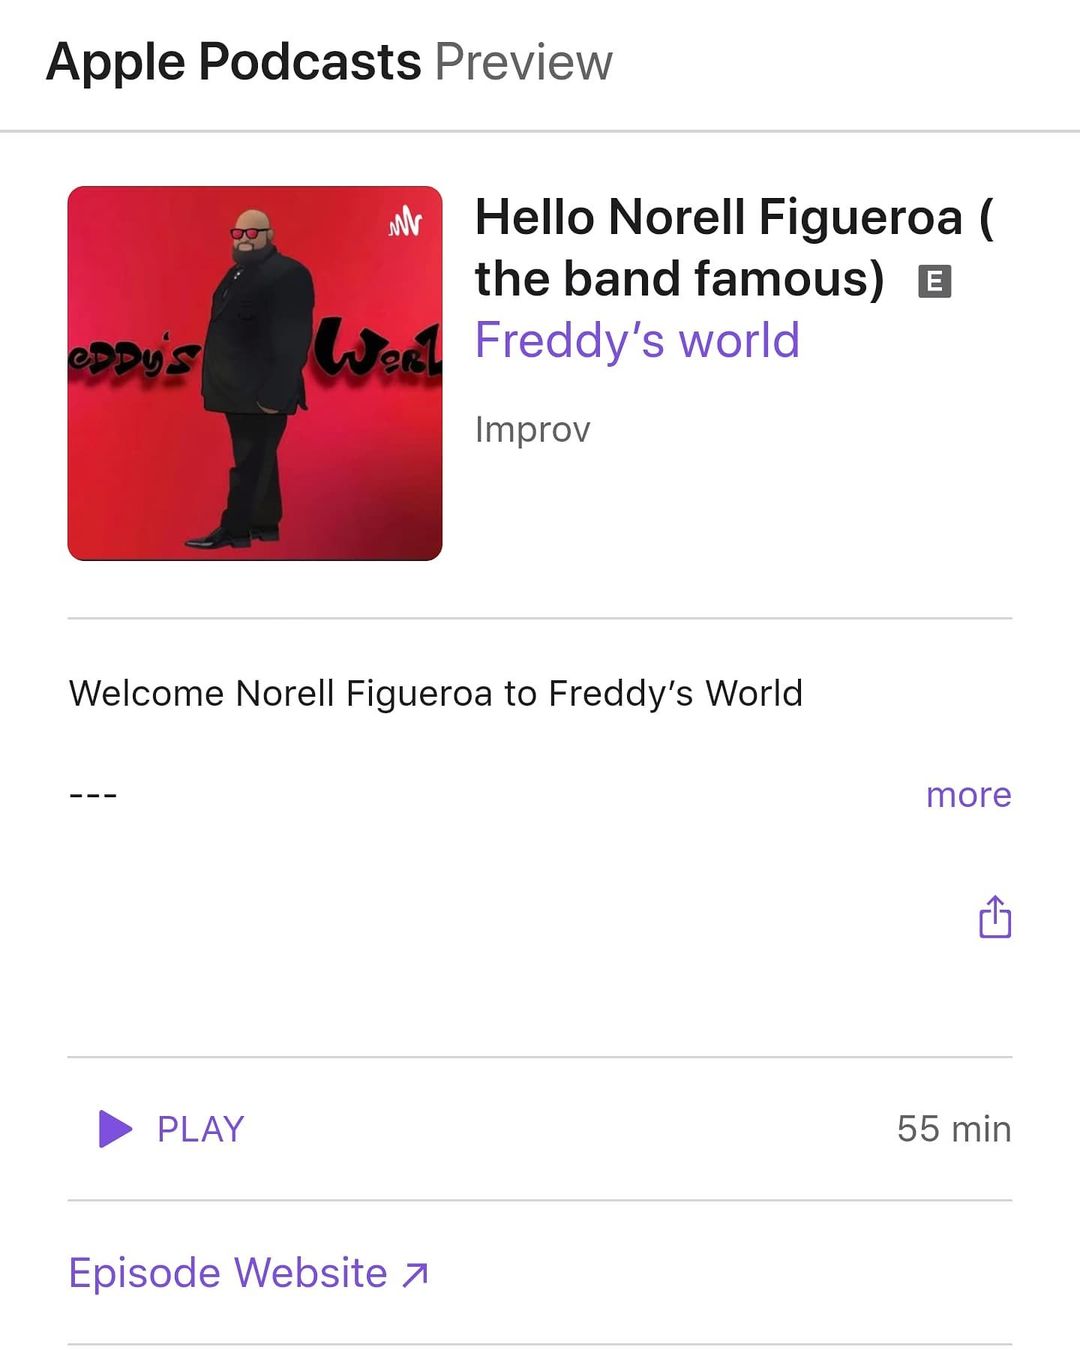 Apple Podcasts Preview
eDDy's WorL
Hello Norell Figueroa (
the band famous) E
Freddy’s world
Improv
Welcome Norell Figueroa to Freddy’s World
---
more
PLAY
55 min
Episode Website ↗